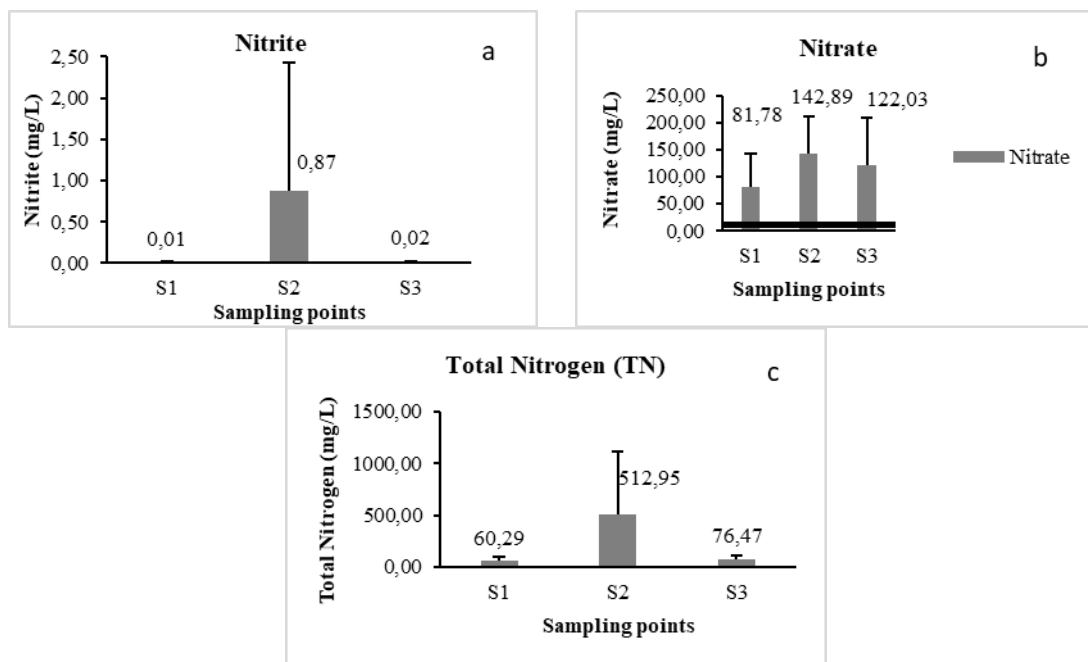 Nitrite
a
Nitrite (mg/L)
2,50
2,00
1,50
1,00
0,50
0,00
0,01
0,87
0,02
S1 S2 S3
Sampling points
Nitrate
b
Nitrate (mg/L)
250,00
200,00
150,00
100,00
50,00
0,00
81,78
142,89
122,03
S1 S2 S3
Sampling points
Nitrate
Total Nitrogen (TN)
c
Total Nitrogen (mg/L)
1500,00
1000,00
500,00
0,00
60,29
512,95
76,47
S1 S2 S3
Sampling points